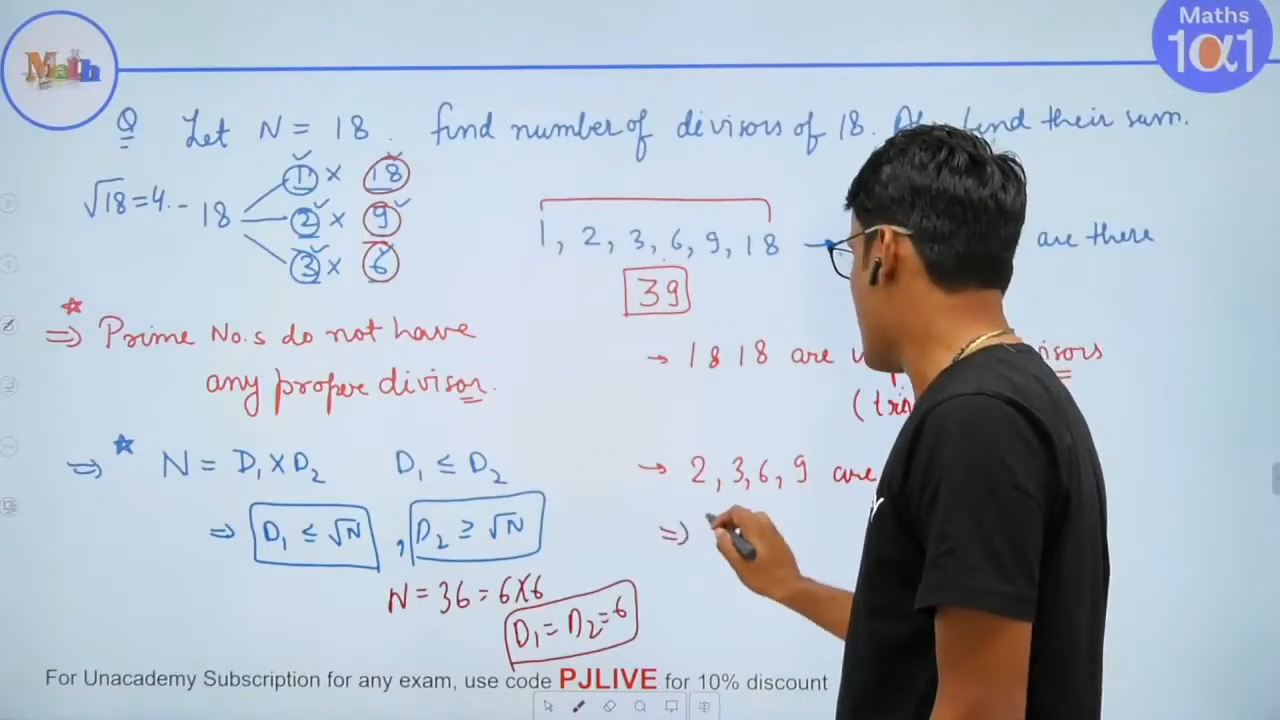 Math
Maths
1α1
Q Let N = 18. find number of divisors of 18. find their sum.
√18 = 4.- 18
1 × 18
2 × 9
3 × 6
1, 2, 3, 6, 9, 18 → are there
39
⇒ Prime No.s do not have
any proper divisor.
→ 1 & 18 are
⇒ * N = D₁ × D₂ D₁ ≤ D₂
⇒ D₁ ≤ √N , D₂ ≥ √N
N = 36 = 6×6
D₁ = D₂ = 6
→ 2, 3, 6, 9 are
⇒
For Unacademy Subscription for any exam, use code PJLIVE for 10% discount